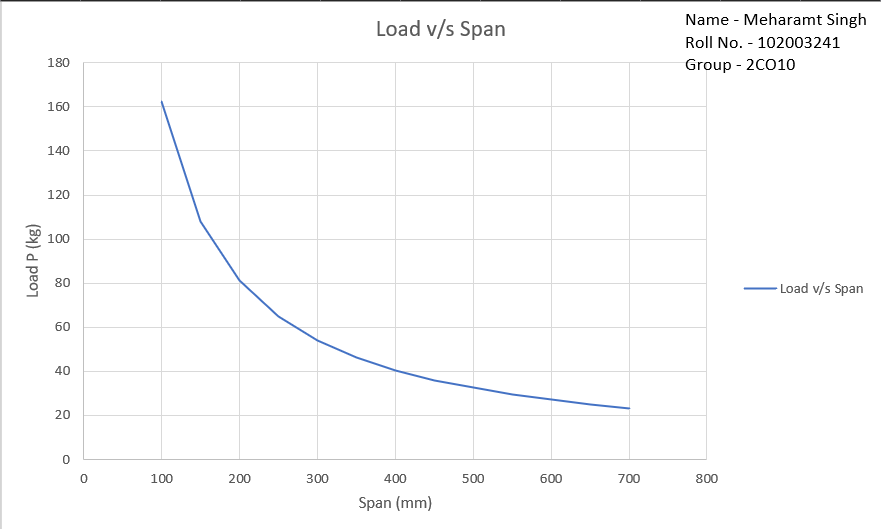 Load v/s Span
Name - Meharamt Singh
Roll No. - 102003241
Group - 2CO10
180
160
140
120
100
80
60
40
20
0
Load P (kg)
0 100 200 300 400 500 600 700 800
Span (mm)
Load v/s Span